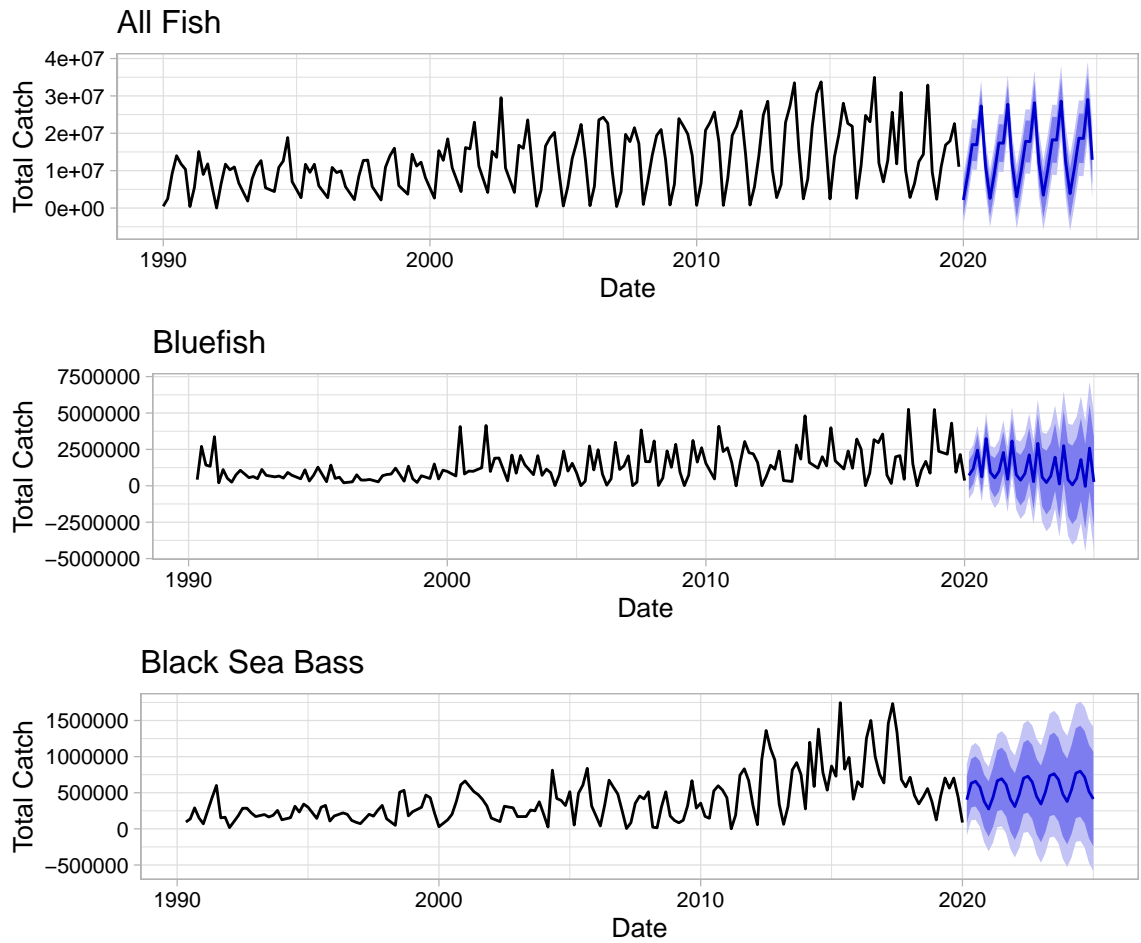 All Fish
4e+07
3e+07
2e+07
1e+07
0e+00
Total Catch
1990 2000 2010 2020
Date
Bluefish
7500000
5000000
2500000
0
−2500000
−5000000
Total Catch
1990 2000 2010 2020
Date
Black Sea Bass
1500000
1000000
500000
0
−500000
Total Catch
1990 2000 2010 2020
Date